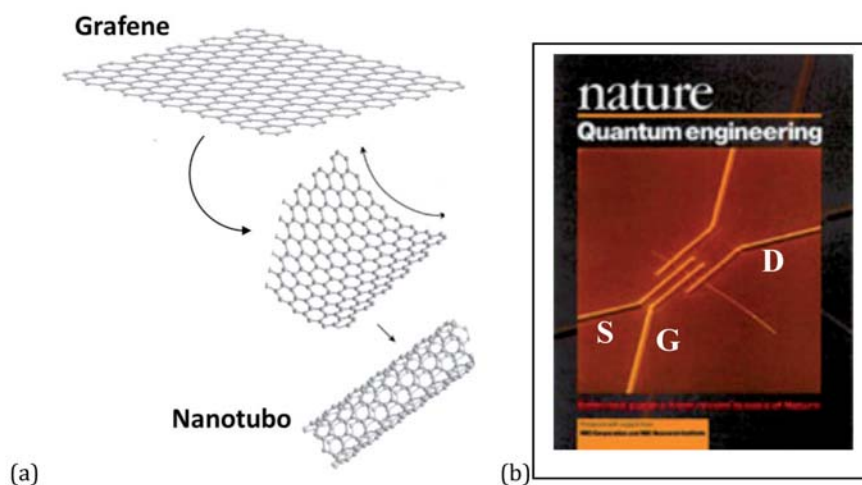 Grafene
Nanotubo
(a)
nature
Quantum engineering
D
S
G
(b)